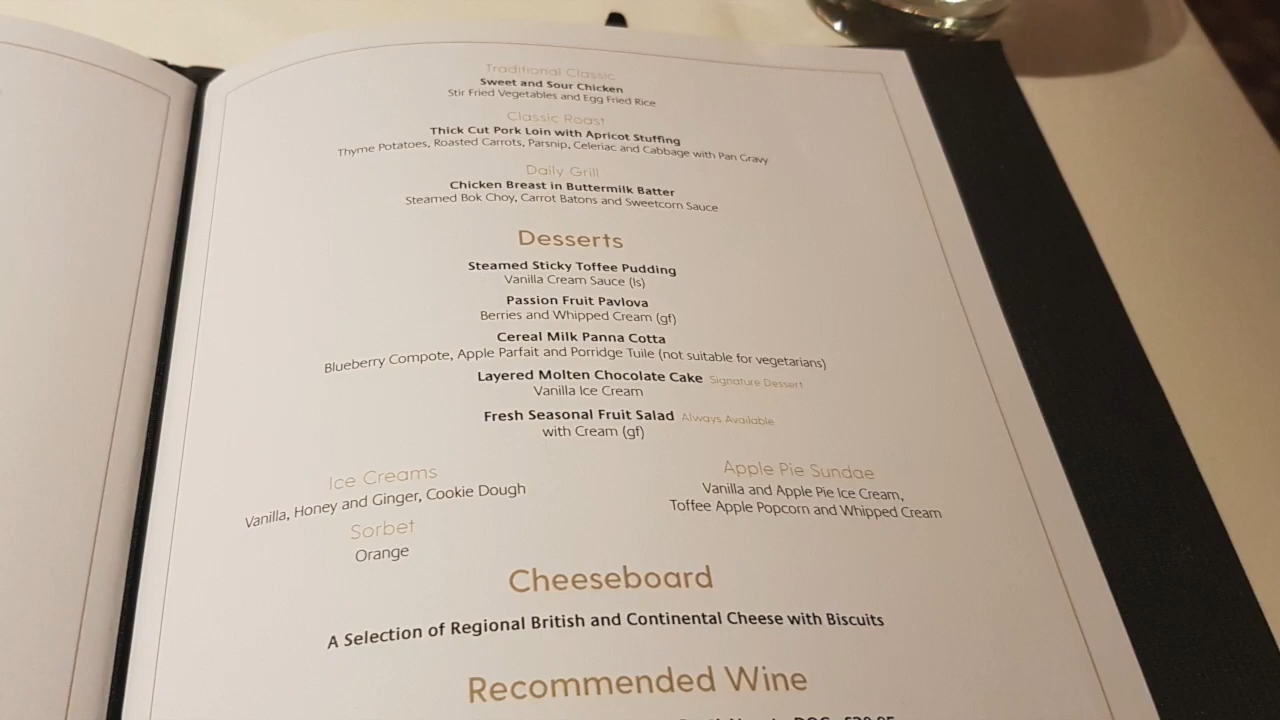 Traditional Classic
Sweet and Sour Chicken
Stir Fried Vegetables and Egg Fried Rice
Classic Roast
Thick Cut Pork Loin with Apricot Stuffing
Thyme Potatoes, Roasted Carrots, Parsnip, Celeriac and Cabbage with Pan Gravy
Daily Grill
Chicken Breast in Buttermilk Batter
Steamed Bok Choy, Carrot Batons and Sweetcorn Sauce
Desserts
Steamed Sticky Toffee Pudding
Vanilla Cream Sauce (ls)
Passion Fruit Pavlova
Berries and Whipped Cream (gf)
Cereal Milk Panna Cotta
Blueberry Compote, Apple Parfait and Porridge Tuile (not suitable for vegetarians)
Layered Molten Chocolate Cake Signature Dessert
Vanilla Ice Cream
Fresh Seasonal Fruit Salad Always Available
with Cream (gf)
Ice Creams
Vanilla, Honey and Ginger, Cookie Dough
Sorbet
Orange
Apple Pie Sundae
Vanilla and Apple Pie Ice Cream,
Toffee Apple Popcorn and Whipped Cream
Cheeseboard
A Selection of Regional British and Continental Cheese with Biscuits
Recommended Wine